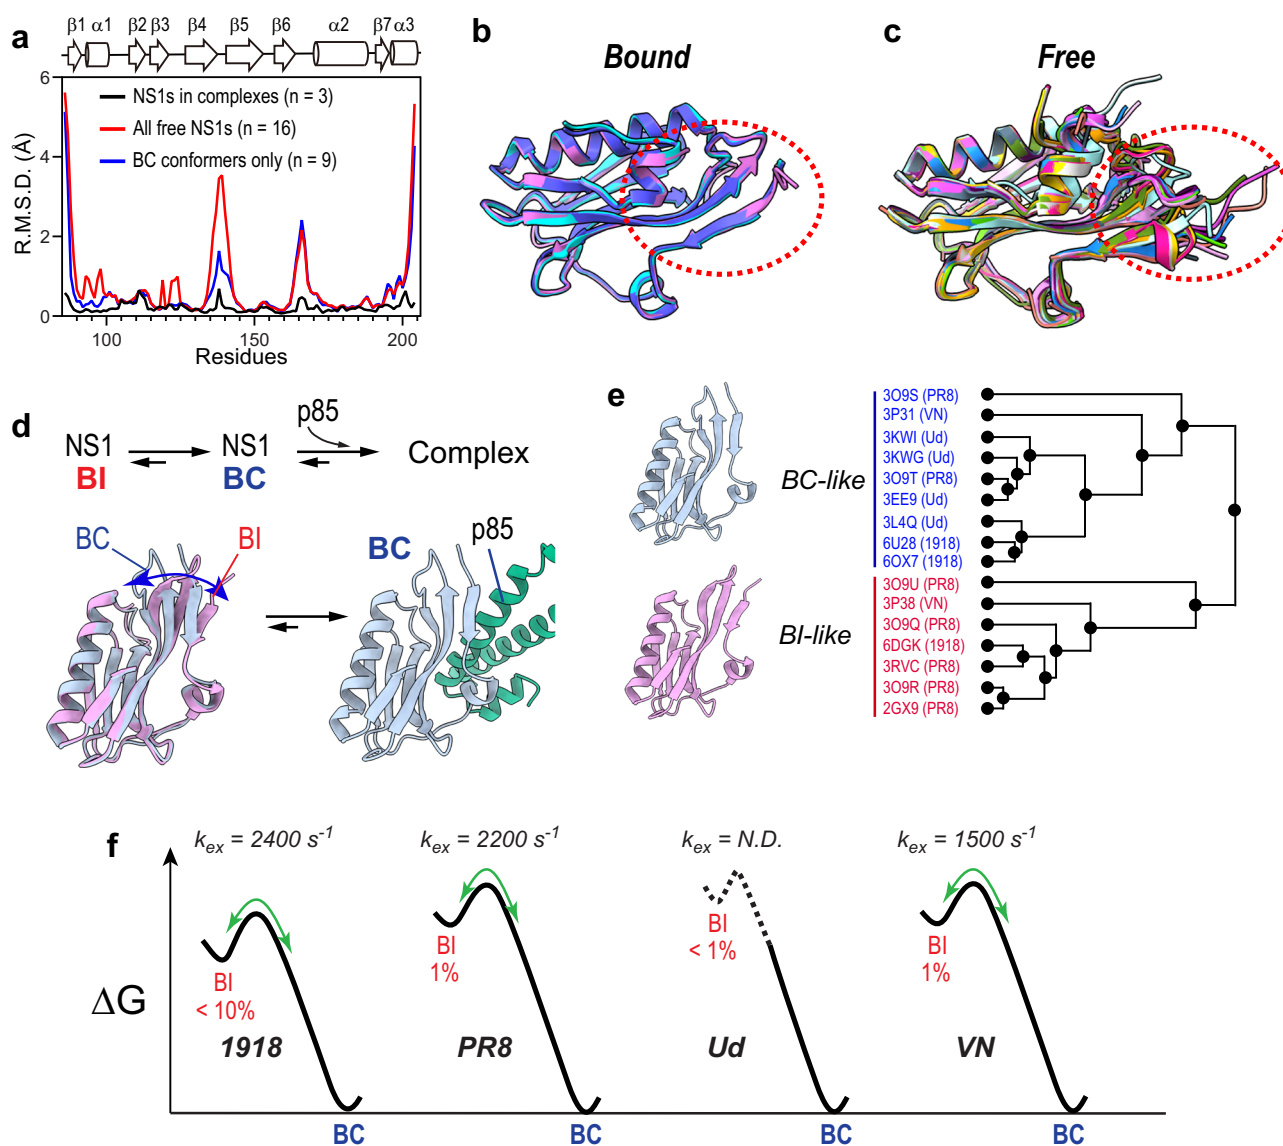 a
β1 α1 β2 β3 β4 β5 β6 α2 β7 α3
6
4
2
0
R.M.S.D. (Å)
NS1s in complexes (n = 3)
All free NS1s (n = 16)
BC conformers only (n = 9)
100
150
200
Residues
b
Bound
c
Free
d
NS1
BI
NS1
BC
p85
Complex
BC
BI
BC
p85
e
BC-like
BI-like
3O9S (PR8)
3P31 (VN)
3KWI (Ud)
3KWG (Ud)
3O9T (PR8)
3EE9 (Ud)
3L4Q (Ud)
6U28 (1918)
6OX7 (1918)
3O9U (PR8)
3P38 (VN)
3O9Q (PR8)
6DGK (1918)
3RVC (PR8)
3O9R (PR8)
2GX9 (PR8)
f
ΔG
k_ex = 2400 s⁻¹
BI
< 10%
1918
BC
k_ex = 2200 s⁻¹
BI
1%
PR8
BC
k_ex = N.D.
BI
< 1%
Ud
BC
k_ex = 1500 s⁻¹
BI
1%
VN
BC